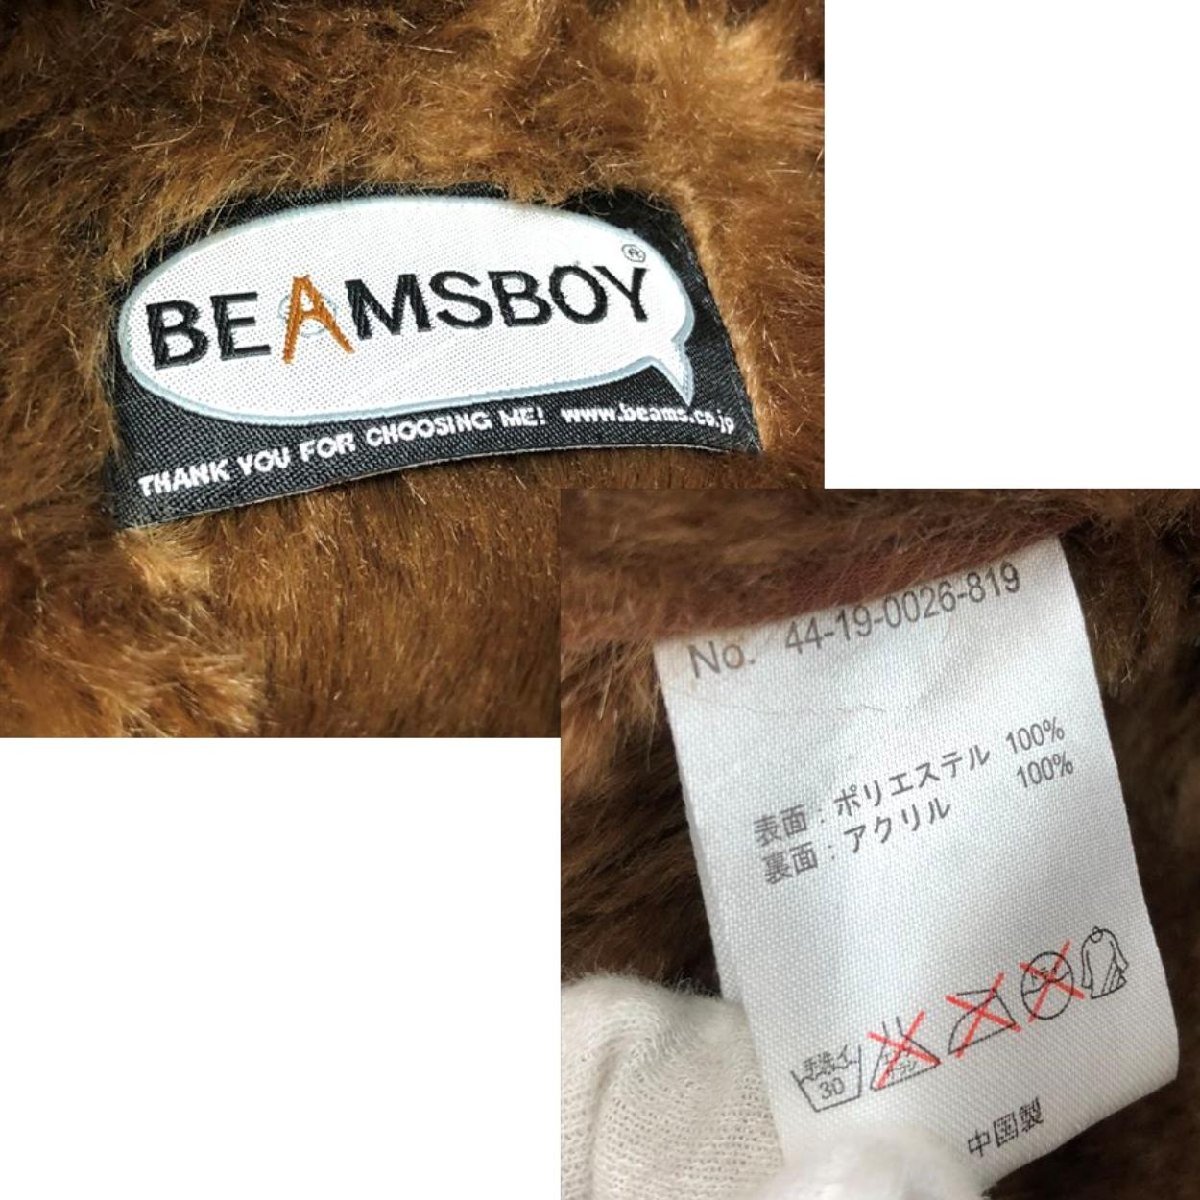 BEAMSBOY ®
THANK YOU FOR CHOOSING ME! www.beams.co.jp
No. 44-19-0026-819
表面:ポリエステル 100%
裏面:アクリル 100%
手洗イ
30
中国製